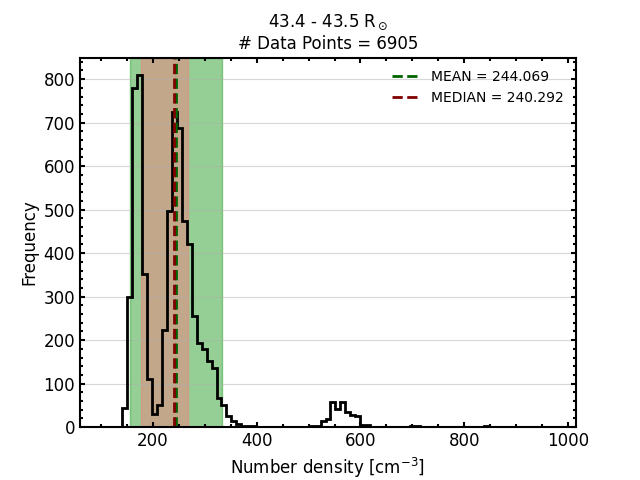 43.4 - 43.5 R⊙
# Data Points = 6905
MEAN = 244.069
MEDIAN = 240.292
800
700
600
500
400
300
200
100
0
Frequency
200
400
600
800
1000
Number density [cm⁻³]